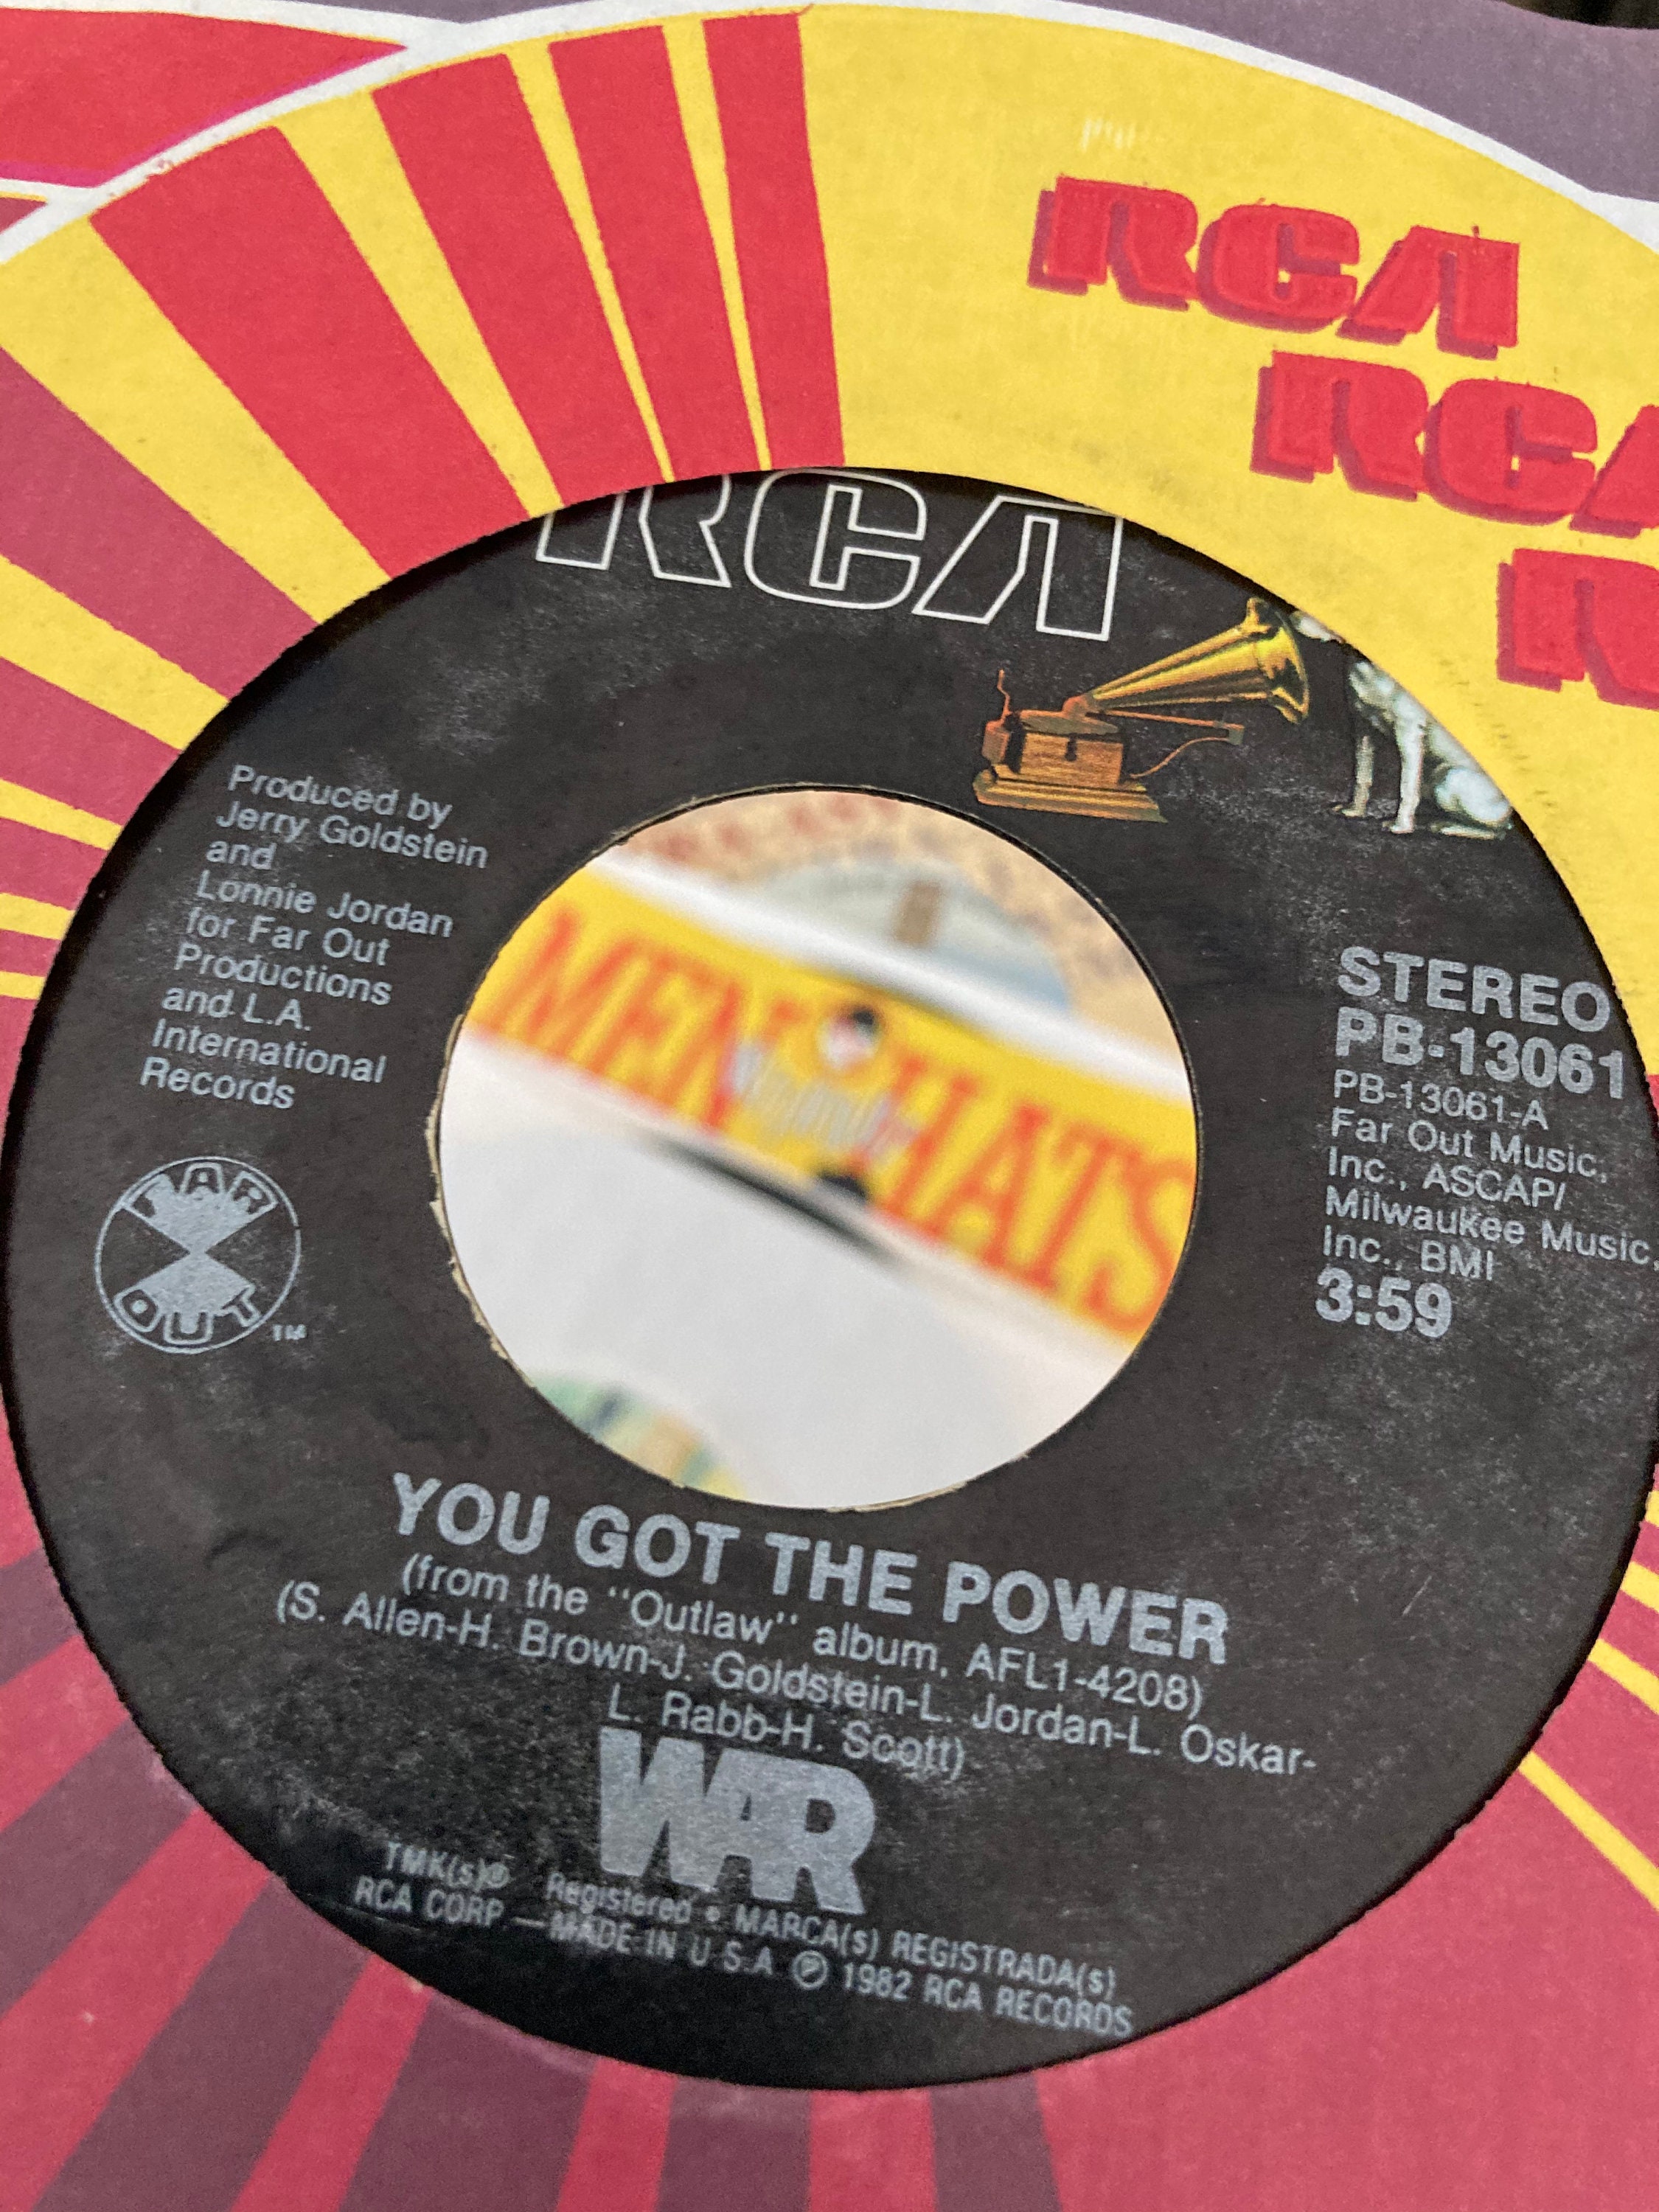 RCA
RCA
RCA
Produced by
Jerry Goldstein
and
Lonnie Jordan
for Far Out
Productions
and L.A.
International
Records
FAR
OUT
TM
MEN
HATS
STEREO
PB-13061
PB-13061-A
Far Out Music,
Inc., ASCAP/
Milwaukee Music,
Inc., BMI
3:59
YOU GOT THE POWER
(from the "Outlaw" album, AFL1-4208)
(S. Allen-H. Brown-J. Goldstein-L. Jordan-L. Oskar-
L. Rabb-H. Scott)
WAR
TMK(s)® Registered • MARCA(s) REGISTRADA(s)
RCA CORP — MADE IN U.S.A ℗ 1982 RCA RECORDS